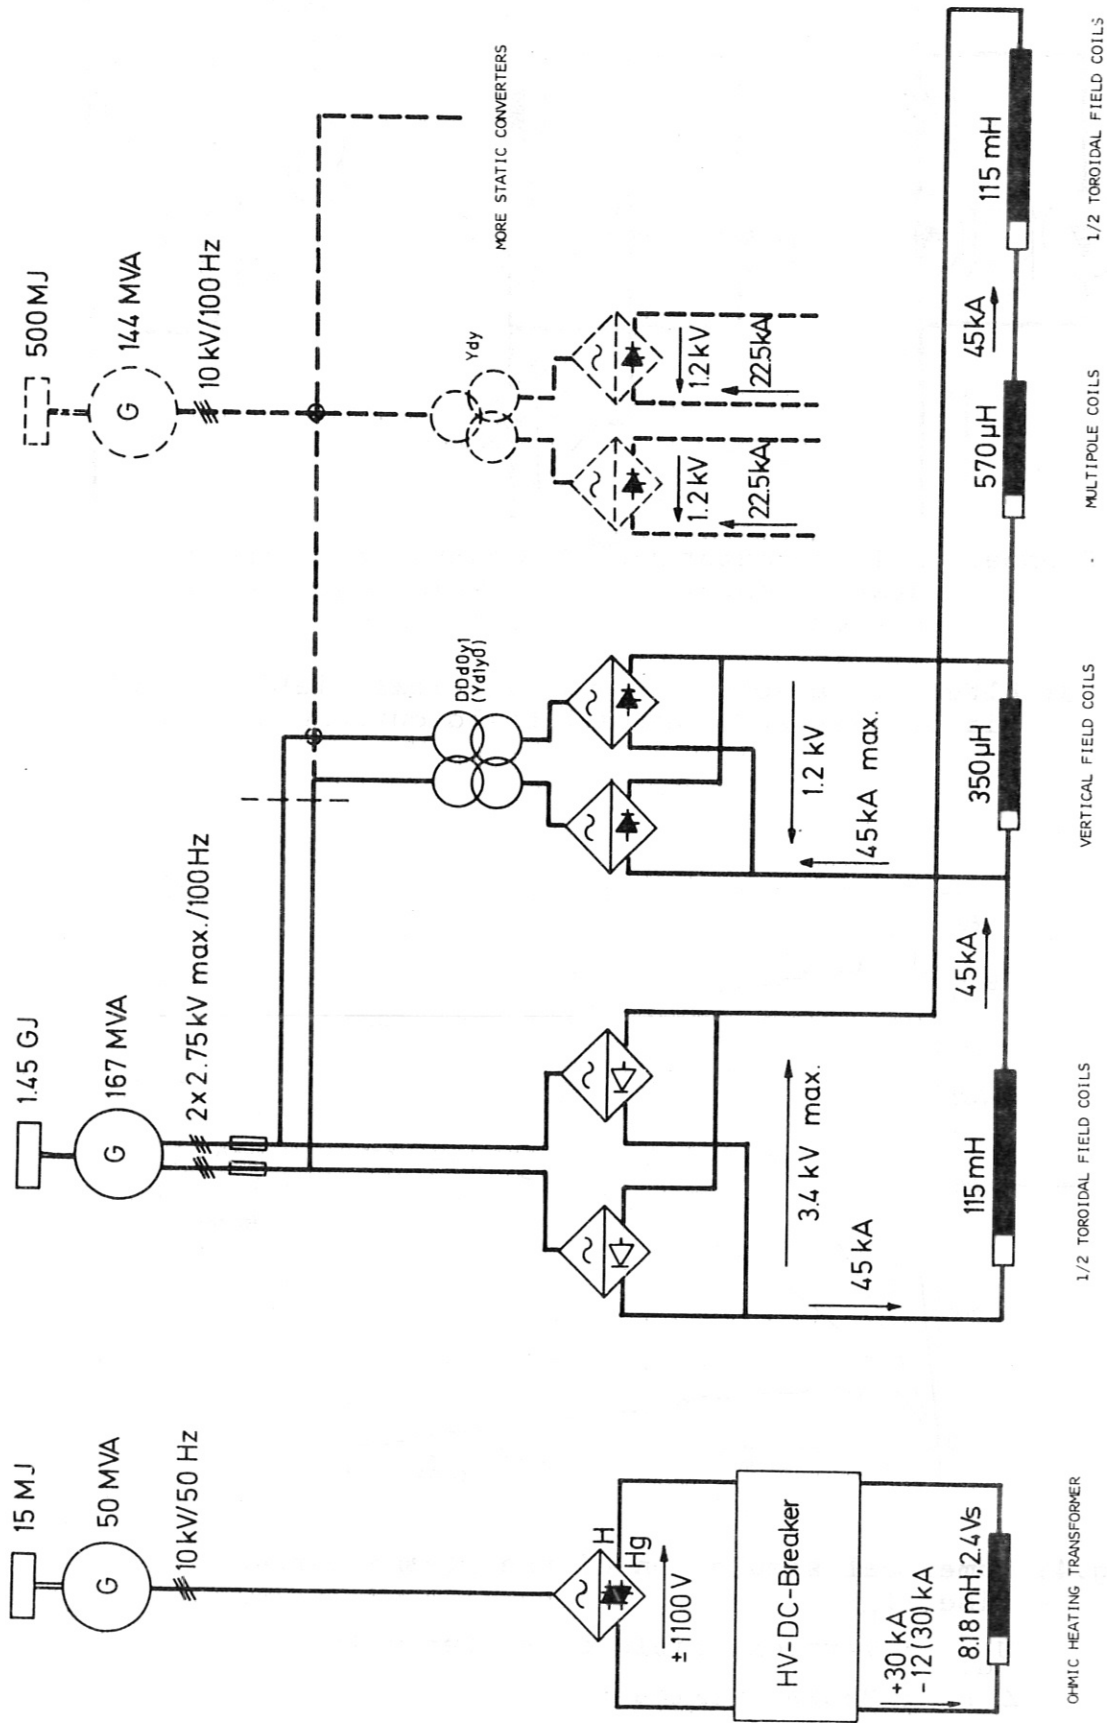 15 MJ
G
50 MVA
10 kV/50 Hz
H
Hg
± 1100 V
HV-DC-Breaker
+30 kA
-12 (30) kA
8.18 mH, 2.4 Vs
OHMIC HEATING TRANSFORMER
1.45 GJ
G
167 MVA
2 x 2.75 kV max./100 Hz
3.4 kV max.
45 kA
115 mH
1/2 TOROIDAL FIELD COILS
45 kA
DDd0y1
(Yd1y0)
1.2 kV
45 kA max.
350 µH
VERTICAL FIELD COILS
500 MJ
G
144 MVA
10 kV/100 Hz
Ydy
1.2 kV
22.5 kA
1.2 kV
22.5 kA
MORE STATIC CONVERTERS
570 µH
MULTIPOLE COILS
45 kA
115 mH
1/2 TOROIDAL FIELD COILS